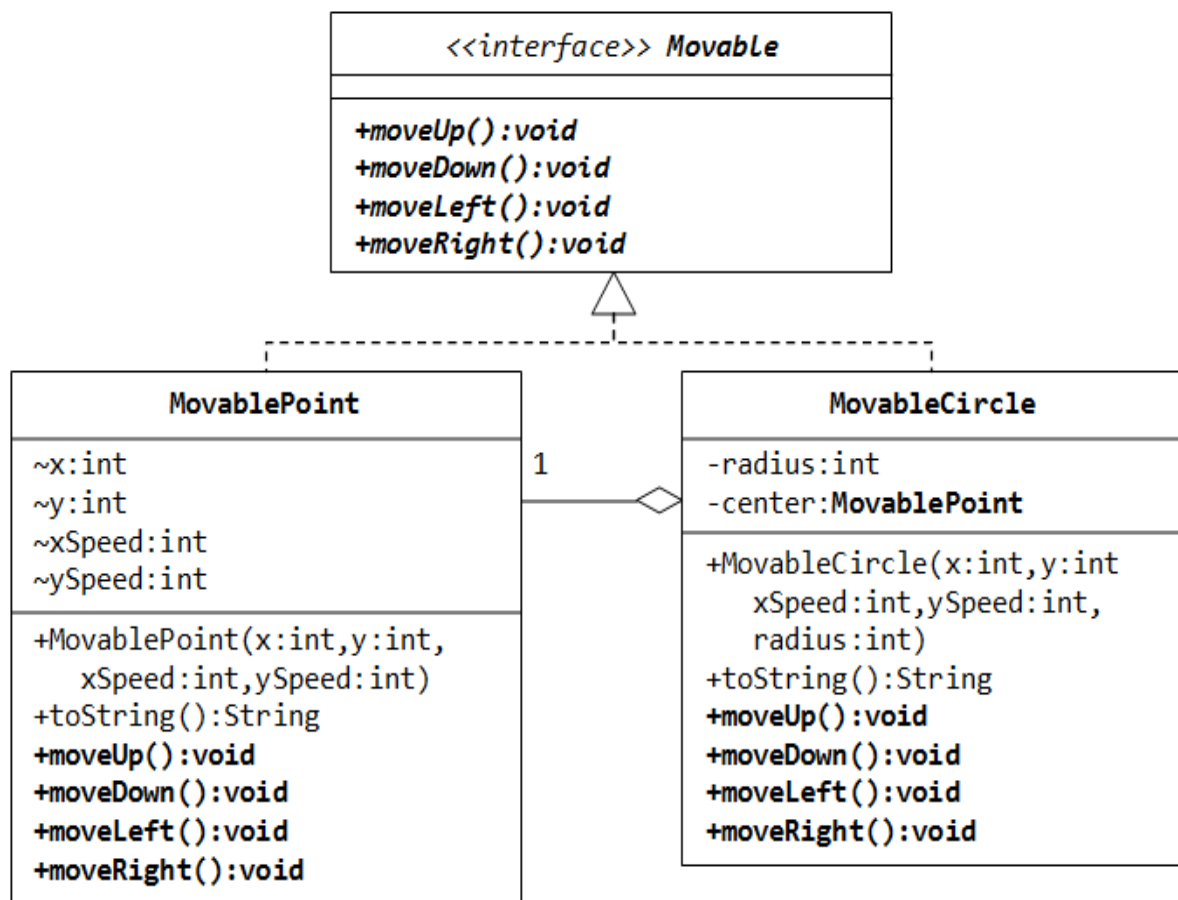 <<interface>> Movable
+moveUp():void
+moveDown():void
+moveLeft():void
+moveRight():void
MovablePoint
~x:int
~y:int
~xSpeed:int
~ySpeed:int
+MovablePoint(x:int,y:int,
xSpeed:int,ySpeed:int)
+toString():String
+moveUp():void
+moveDown():void
+moveLeft():void
+moveRight():void
1
MovableCircle
-radius:int
-center:MovablePoint
+MovableCircle(x:int,y:int
xSpeed:int,ySpeed:int,
radius:int)
+toString():String
+moveUp():void
+moveDown():void
+moveLeft():void
+moveRight():void